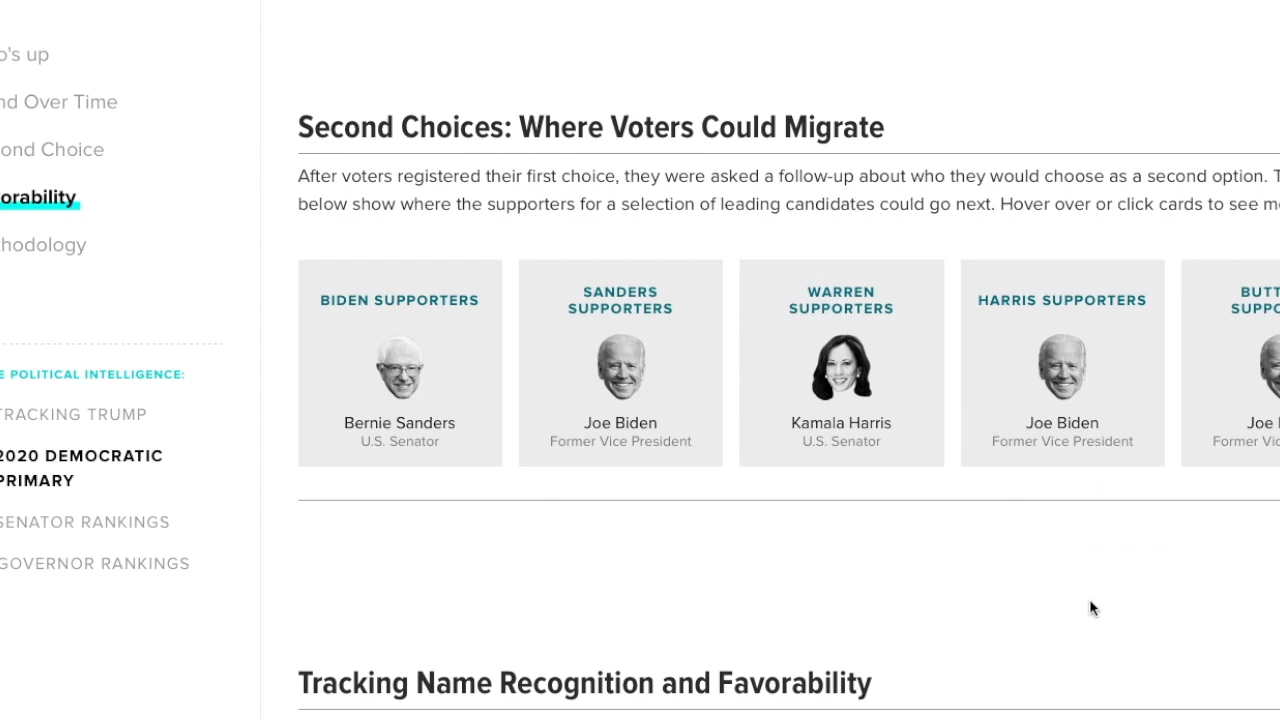 o's up
nd Over Time
ond Choice
orability
hodology
E POLITICAL INTELLIGENCE:
TRACKING TRUMP
2020 DEMOCRATIC
PRIMARY
SENATOR RANKINGS
GOVERNOR RANKINGS
Second Choices: Where Voters Could Migrate
After voters registered their first choice, they were asked a follow-up about who they would choose as a second option. T
below show where the supporters for a selection of leading candidates could go next. Hover over or click cards to see m
BIDEN SUPPORTERS
Bernie Sanders
U.S. Senator
SANDERS
SUPPORTERS
Joe Biden
Former Vice President
WARREN
SUPPORTERS
Kamala Harris
U.S. Senator
HARRIS SUPPORTERS
Joe Biden
Former Vice President
BUTT
SUPPO
Joe
Former Vic
Tracking Name Recognition and Favorability